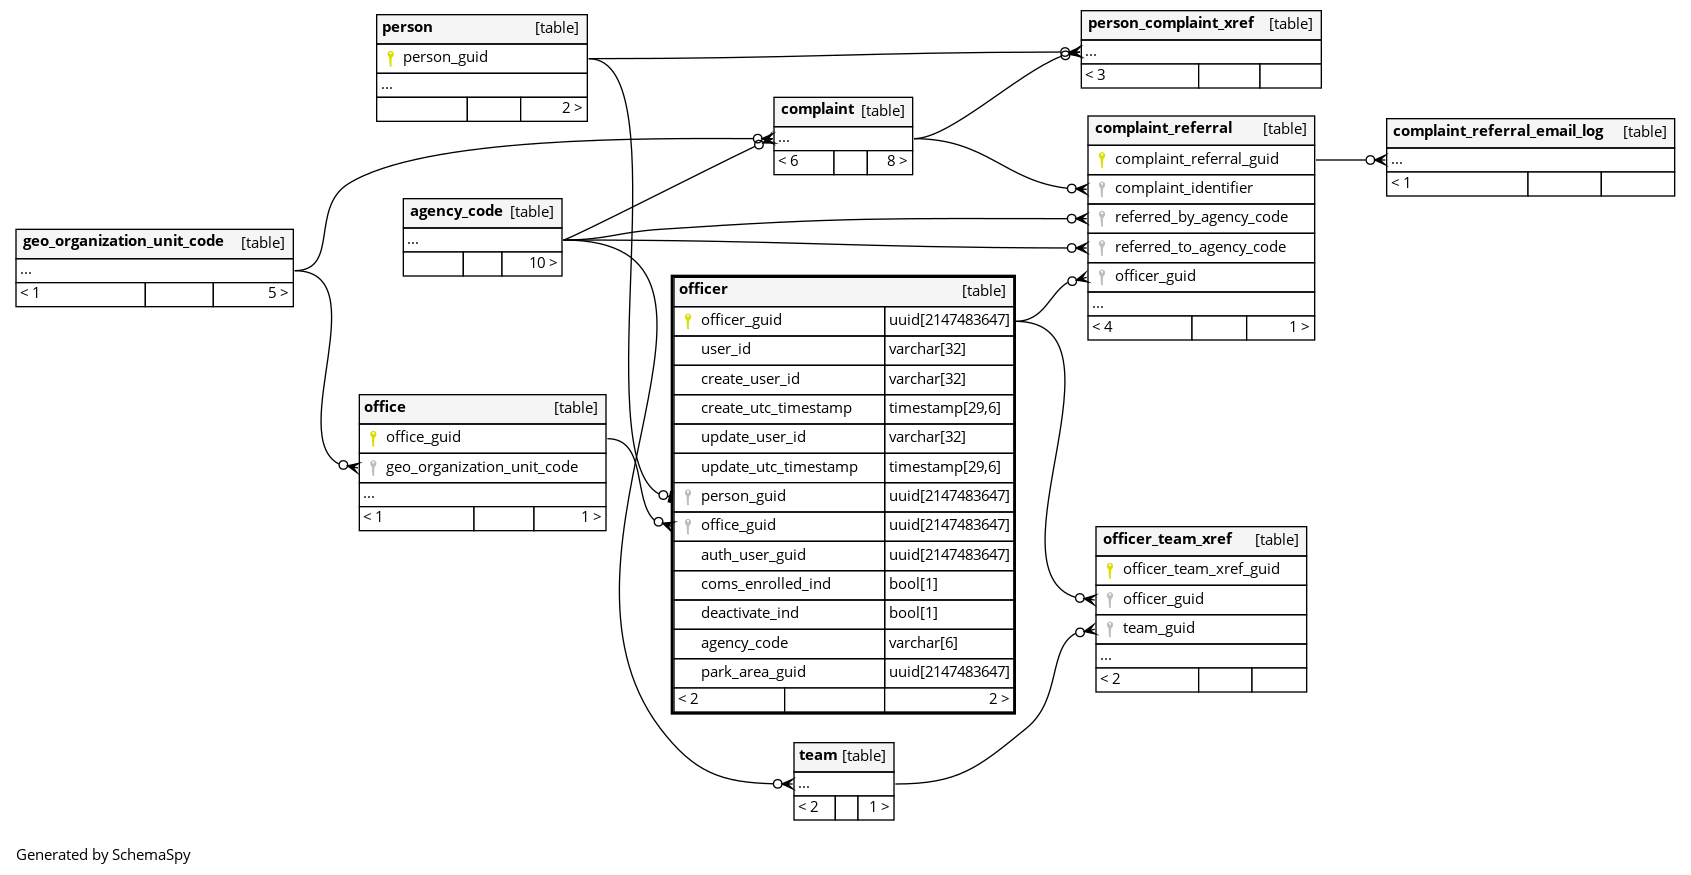 person [table]
person_guid
...
2 >
person_complaint_xref [table]
...
< 3
complaint [table]
...
< 6 8 >
complaint_referral [table]
complaint_referral_guid
complaint_identifier
referred_by_agency_code
referred_to_agency_code
officer_guid
...
< 4 1 >
complaint_referral_email_log [table]
...
< 1
agency_code [table]
...
10 >
geo_organization_unit_code [table]
...
< 1 5 >
officer [table]
officer_guid uuid[2147483647]
user_id varchar[32]
create_user_id varchar[32]
create_utc_timestamp timestamp[29,6]
update_user_id varchar[32]
update_utc_timestamp timestamp[29,6]
person_guid uuid[2147483647]
office_guid uuid[2147483647]
auth_user_guid uuid[2147483647]
coms_enrolled_ind bool[1]
deactivate_ind bool[1]
agency_code varchar[6]
park_area_guid uuid[2147483647]
< 2 2 >
office [table]
office_guid
geo_organization_unit_code
...
< 1 1 >
officer_team_xref [table]
officer_team_xref_guid
officer_guid
team_guid
...
< 2
team [table]
...
< 2 1 >
Generated by SchemaSpy